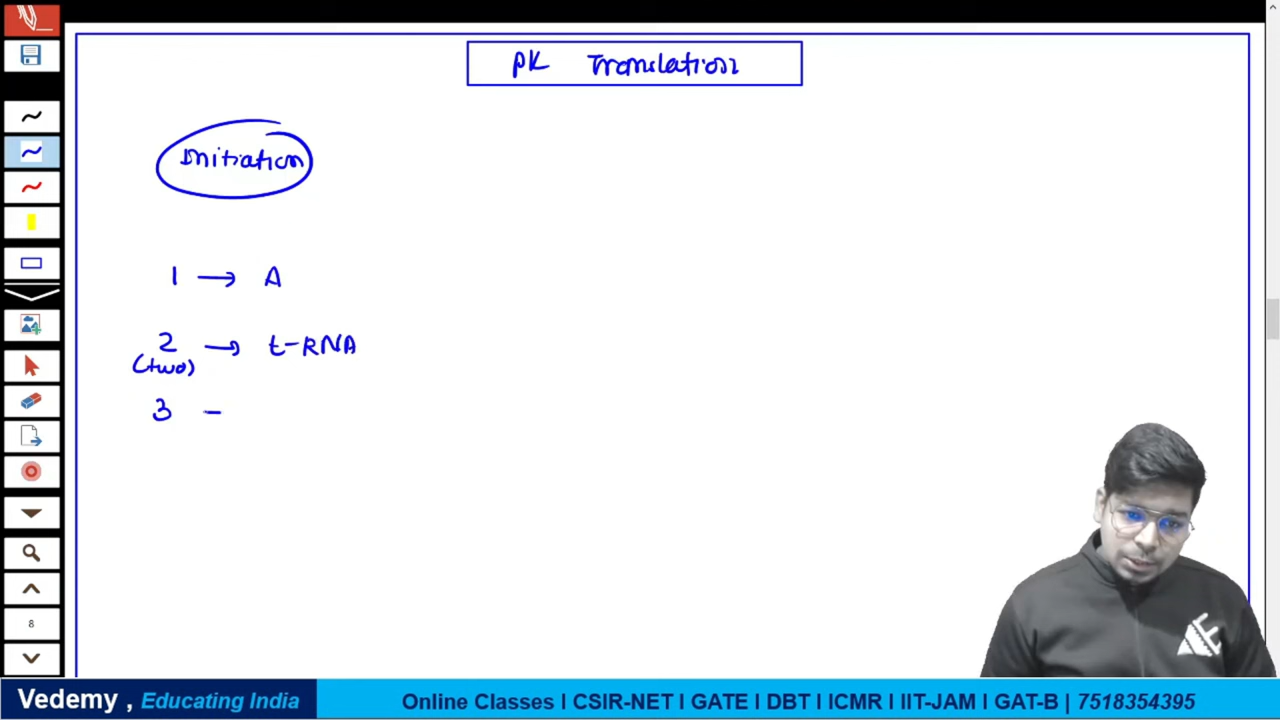 PK Translation
Initiation
1 → A
2 → t-RNA
(two)
3 -
8
Vedemy , Educating India
Online Classes I CSIR-NET I GATE I DBT I ICMR I IIT-JAM I GAT-B | 7518354395